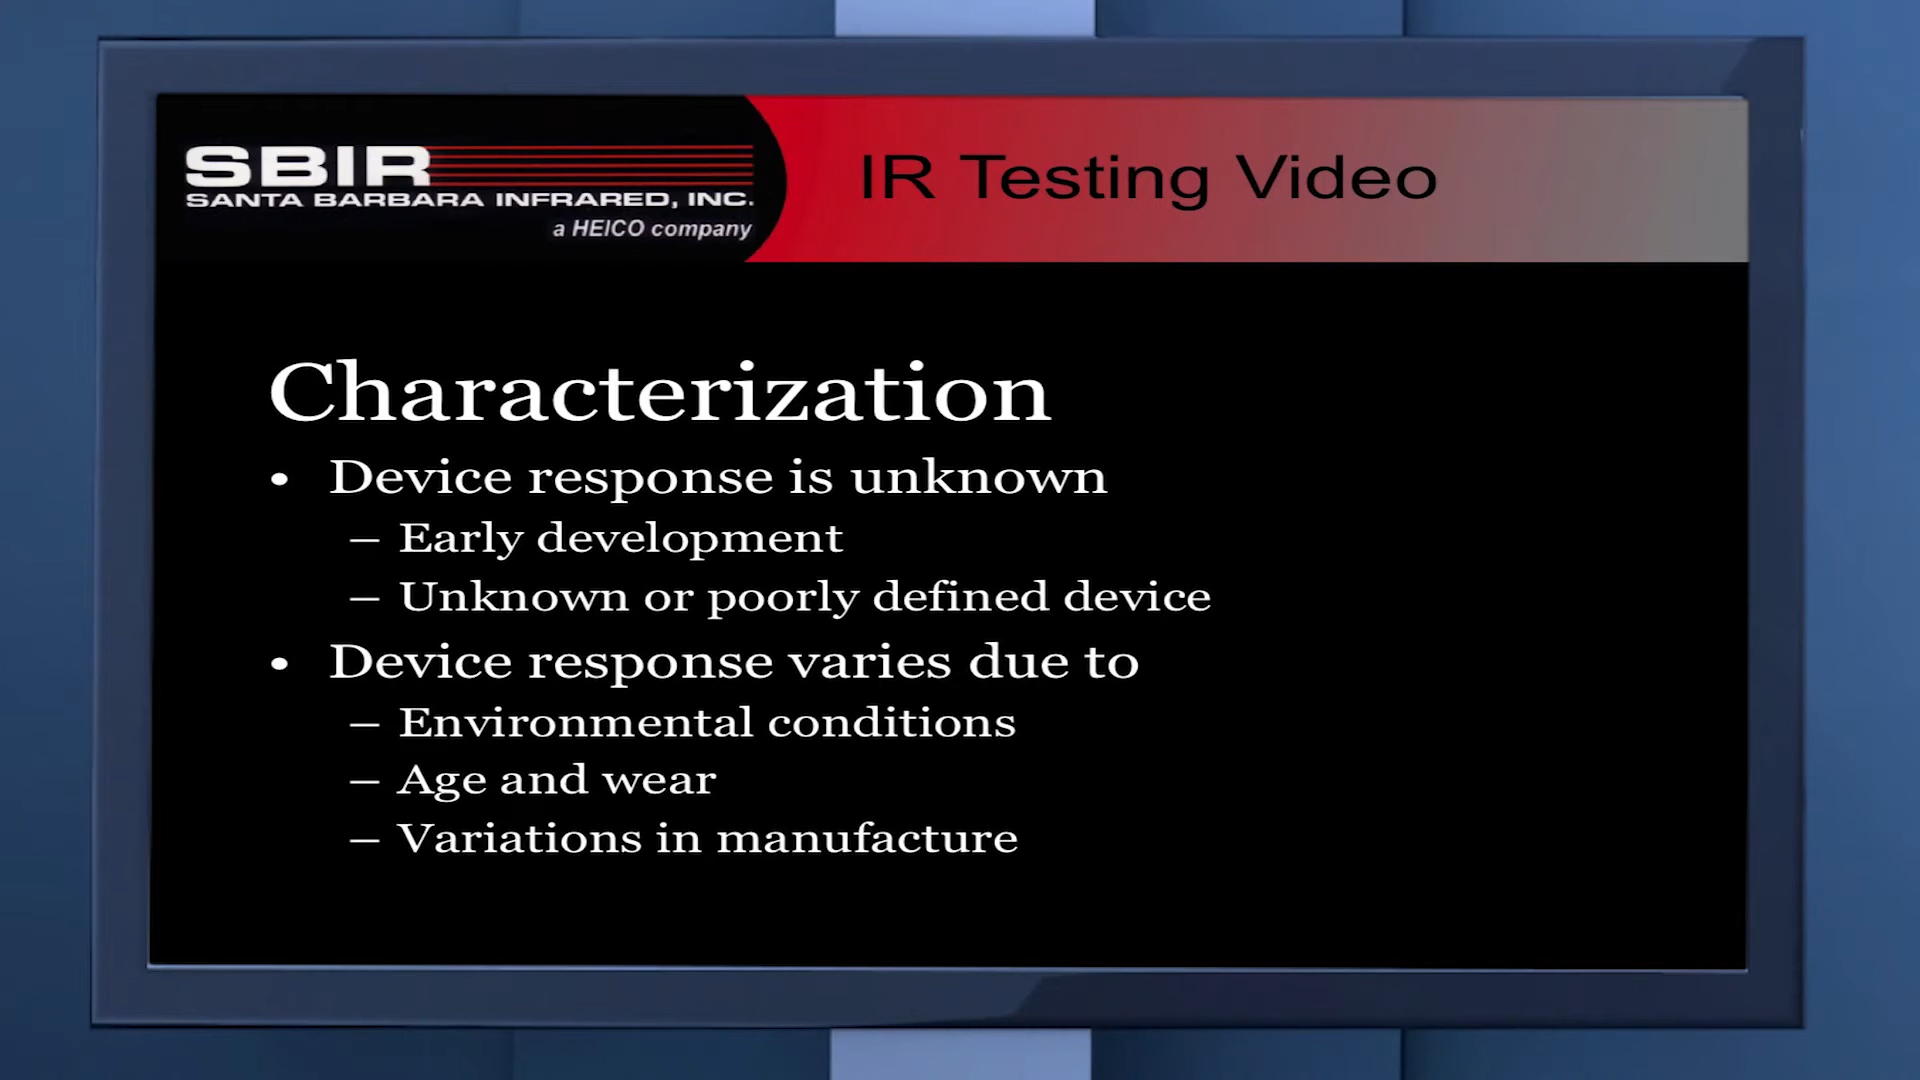 SBIR
SANTA BARBARA INFRARED, INC.
a HEICO company
IR Testing Video
Characterization
• Device response is unknown
– Early development
– Unknown or poorly defined device
• Device response varies due to
– Environmental conditions
– Age and wear
– Variations in manufacture